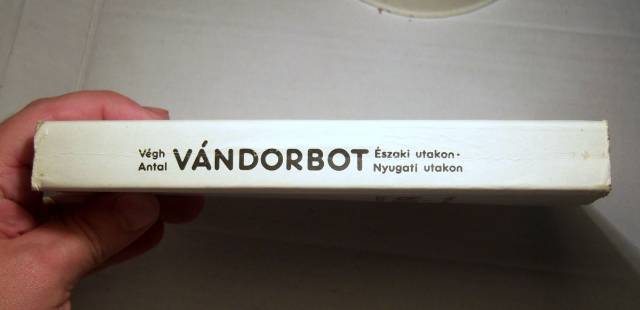 Végh
Antal
VÁNDORBOT
Északi utakon•
Nyugati utakon